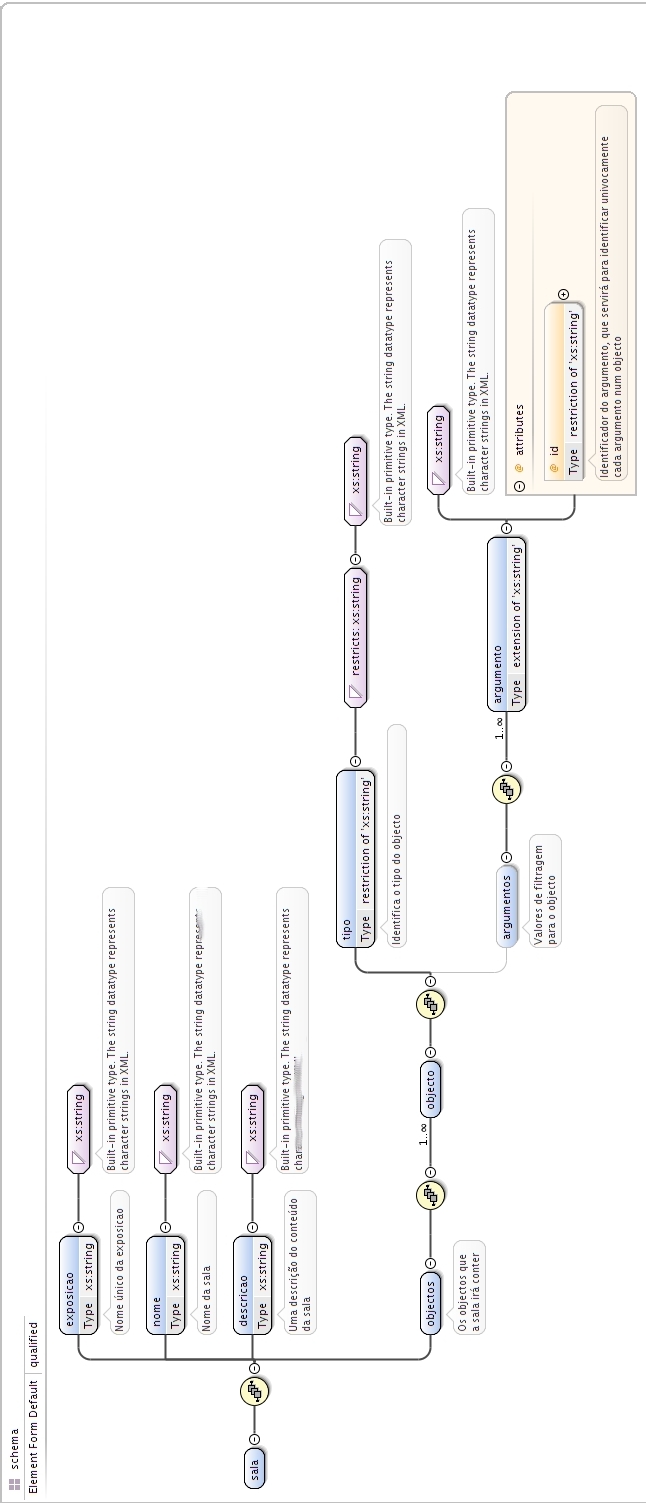 schema
Element Form Default qualified
sala
exposicao
Type xs:string
Nome único da exposicao
xs:string
Built-in primitive type. The string datatype represents
character strings in XML.
nome
Type xs:string
Nome da sala
xs:string
Built-in primitive type. The string datatype represents
character strings in XML.
descricao
Type xs:string
Uma descrição do conteúdo
da sala
xs:string
Built-in primitive type. The string datatype represents
objectos
Os objectos que
a sala irá conter
1..∞
objecto
tipo
Type restriction of 'xs:string'
Identifica o tipo do objecto
restricts: xs:string
xs:string
Built-in primitive type. The string datatype represents
character strings in XML.
argumentos
Valores de filtragem
para o objecto
1..∞
argumento
Type extension of 'xs:string'
xs:string
Built-in primitive type. The string datatype represents
character strings in XML.
@ attributes
@ id
Type restriction of 'xs:string'
Identificador do argumento, que servirá para identificar univocamente
cada argumento num objecto